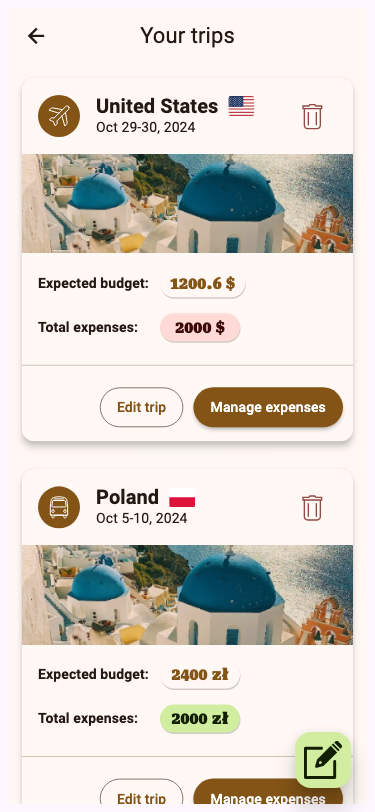 Your trips
United States
Oct 29-30, 2024
Expected budget: 1200.6 $
Total expenses: 2000 $
Edit trip Manage expenses
Poland
Oct 5-10, 2024
Expected budget: 2400 zł
Total expenses: 2000 zł
Edit trip Manage expenses